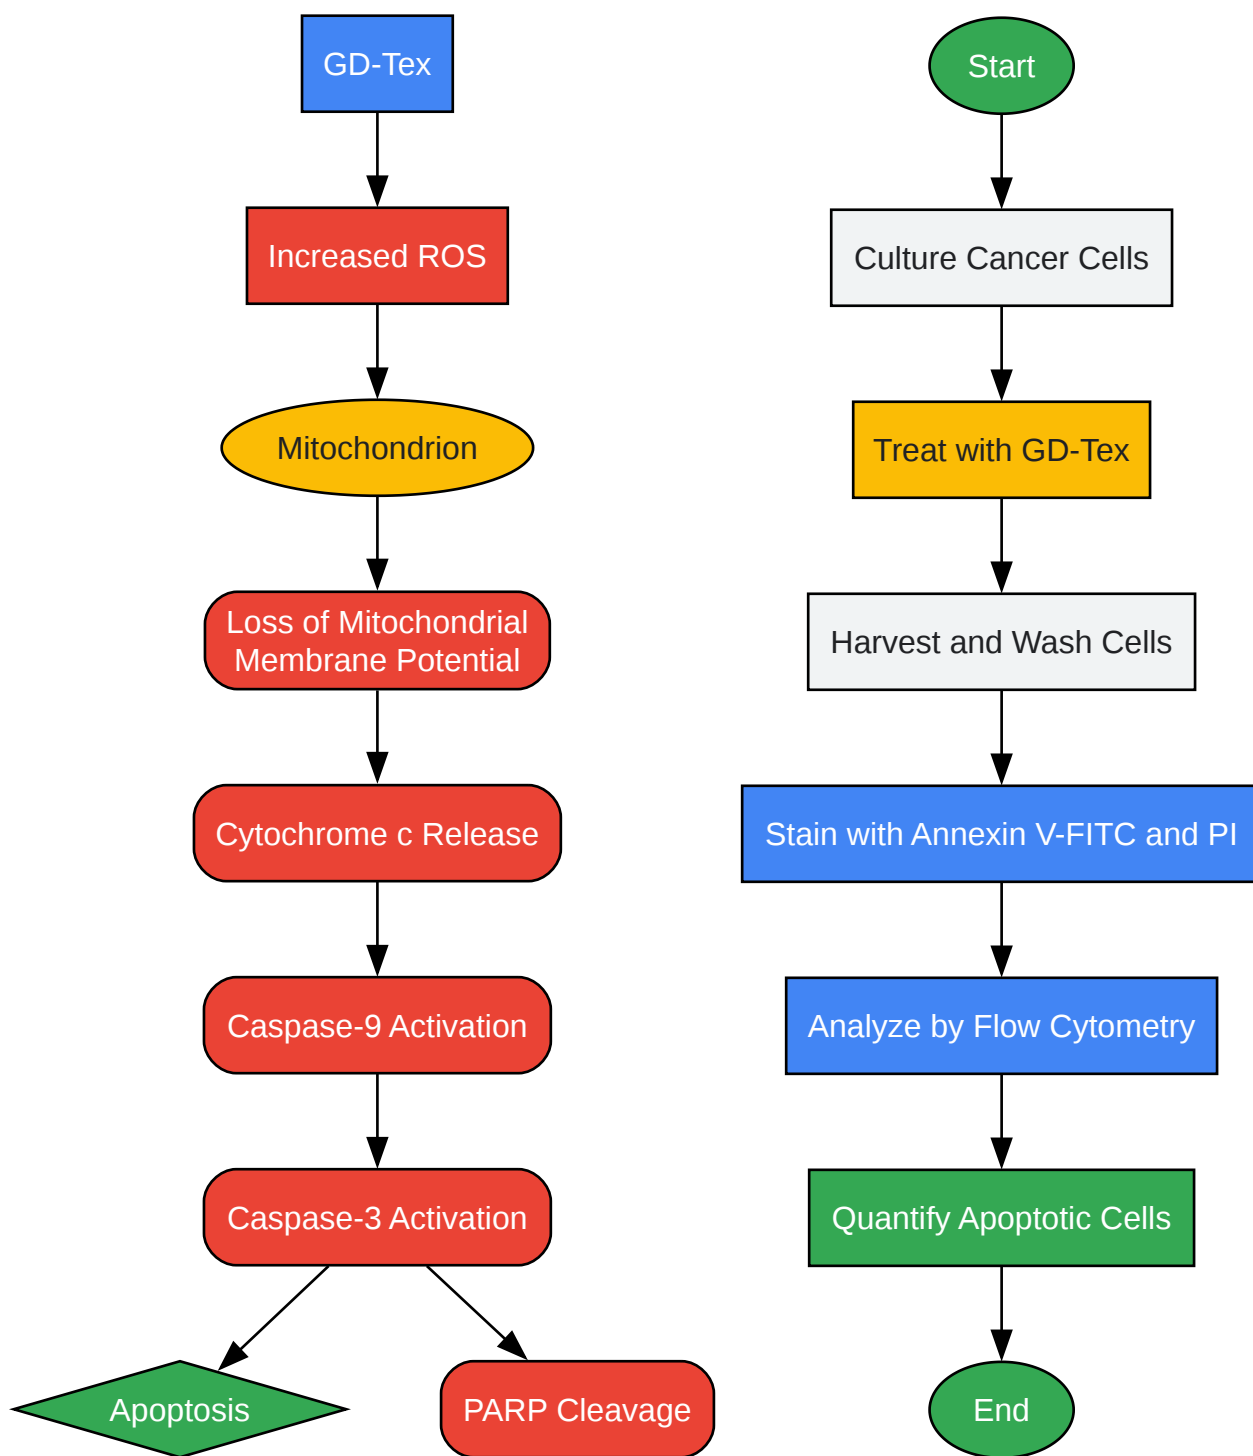 GD-Tex
Increased ROS
Mitochondrion
Loss of Mitochondrial
Membrane Potential
Cytochrome c Release
Caspase-9 Activation
Caspase-3 Activation
Apoptosis
PARP Cleavage
Start
Culture Cancer Cells
Treat with GD-Tex
Harvest and Wash Cells
Stain with Annexin V-FITC and PI
Analyze by Flow Cytometry
Quantify Apoptotic Cells
End